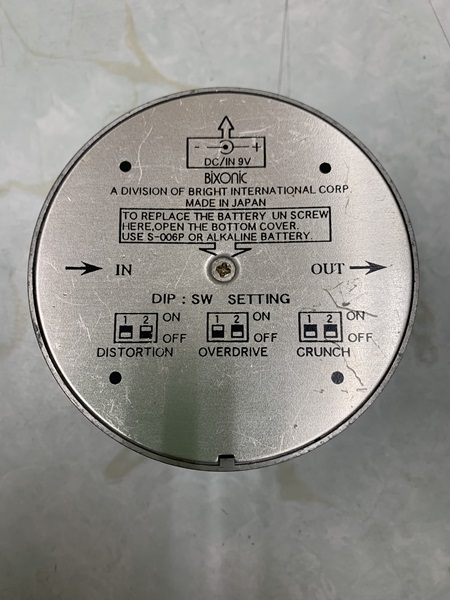 - +
DC/IN 9V
Bixonic
A DIVISION OF BRIGHT INTERNATIONAL CORP.
MADE IN JAPAN
TO REPLACE THE BATTERY UN SCREW
HERE,OPEN THE BOTTOM COVER.
USE S-006P OR ALKALINE BATTERY.
IN OUT
DIP : SW SETTING
1 2 ON 1 2 ON 1 2 ON
OFF OFF OFF
DISTORTION OVERDRIVE CRUNCH